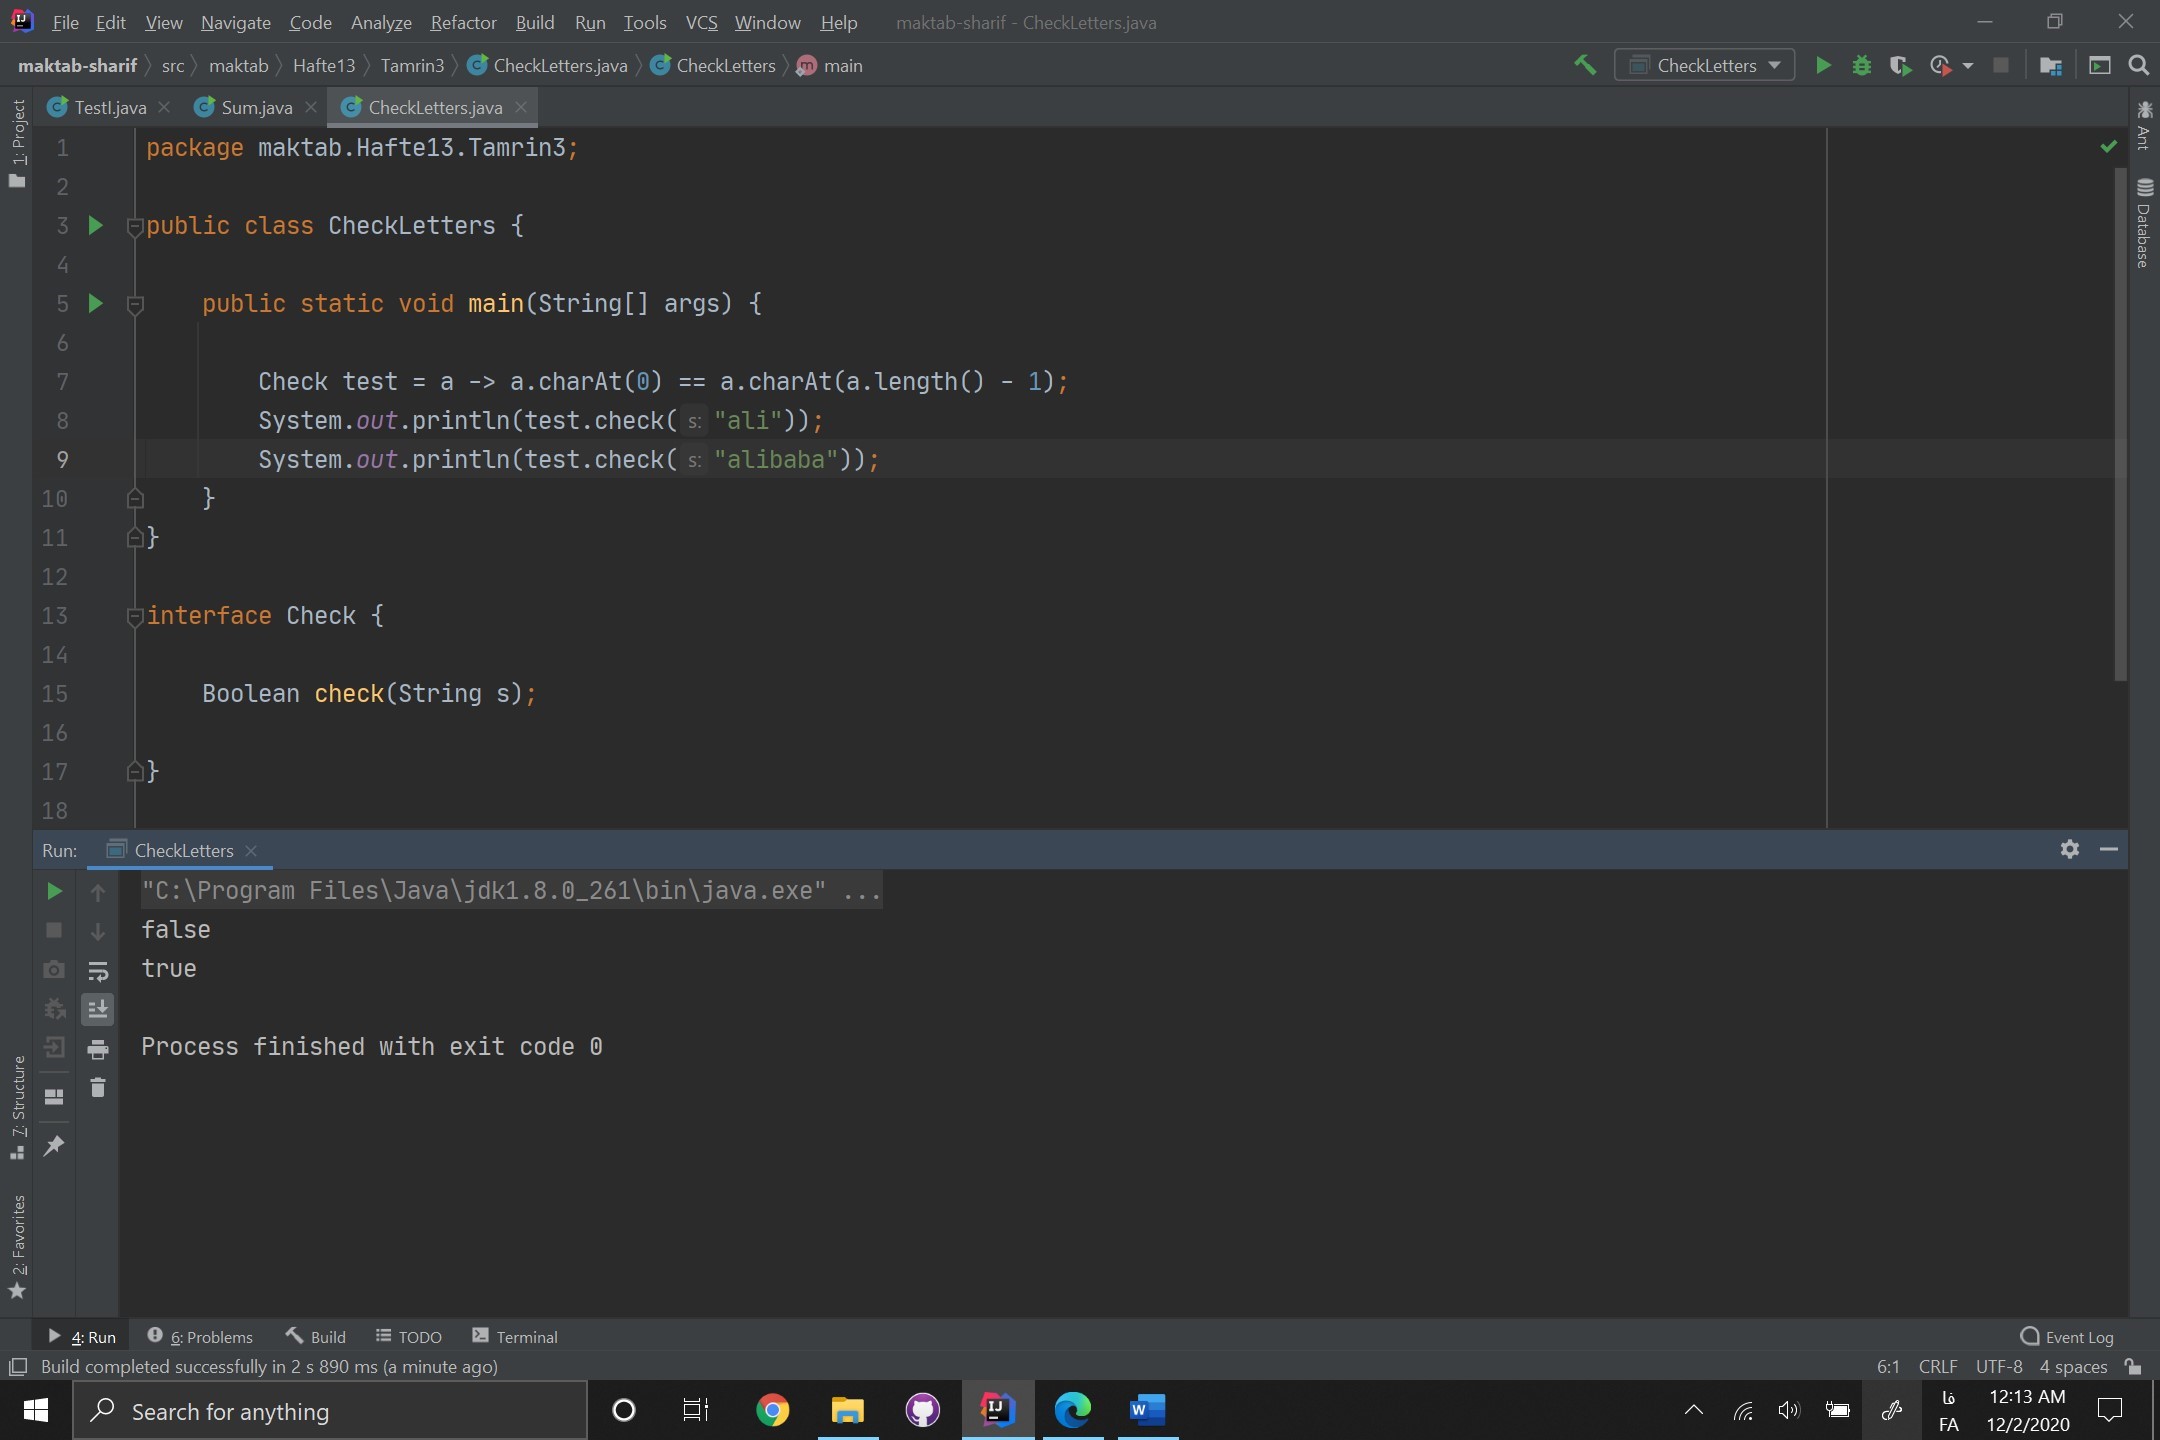 File Edit View Navigate Code Analyze Refactor Build Run Tools VCS Window Help maktab-sharif - CheckLetters.java
maktab-sharif src maktab Hafte13 Tamrin3 CheckLetters.java CheckLetters main CheckLetters
TestI.java Sum.java CheckLetters.java
1: Project
Ant
Database
1 package maktab.Hafte13.Tamrin3;
2
3 public class CheckLetters {
4
5 public static void main(String[] args) {
6
7 Check test = a -> a.charAt(0) == a.charAt(a.length() - 1);
8 System.out.println(test.check( s: "ali"));
9 System.out.println(test.check( s: "alibaba"));
10 }
11 }
12
13 interface Check {
14
15 Boolean check(String s);
16
17 }
18
Run: CheckLetters
"C:\Program Files\Java\jdk1.8.0_261\bin\java.exe" ...
false
true
Process finished with exit code 0
7: Structure
2: Favorites
4: Run 6: Problems Build TODO Terminal Event Log
Build completed successfully in 2 s 890 ms (a minute ago) 6:1 CRLF UTF-8 4 spaces
Search for anything
فا
FA
12:13 AM
12/2/2020